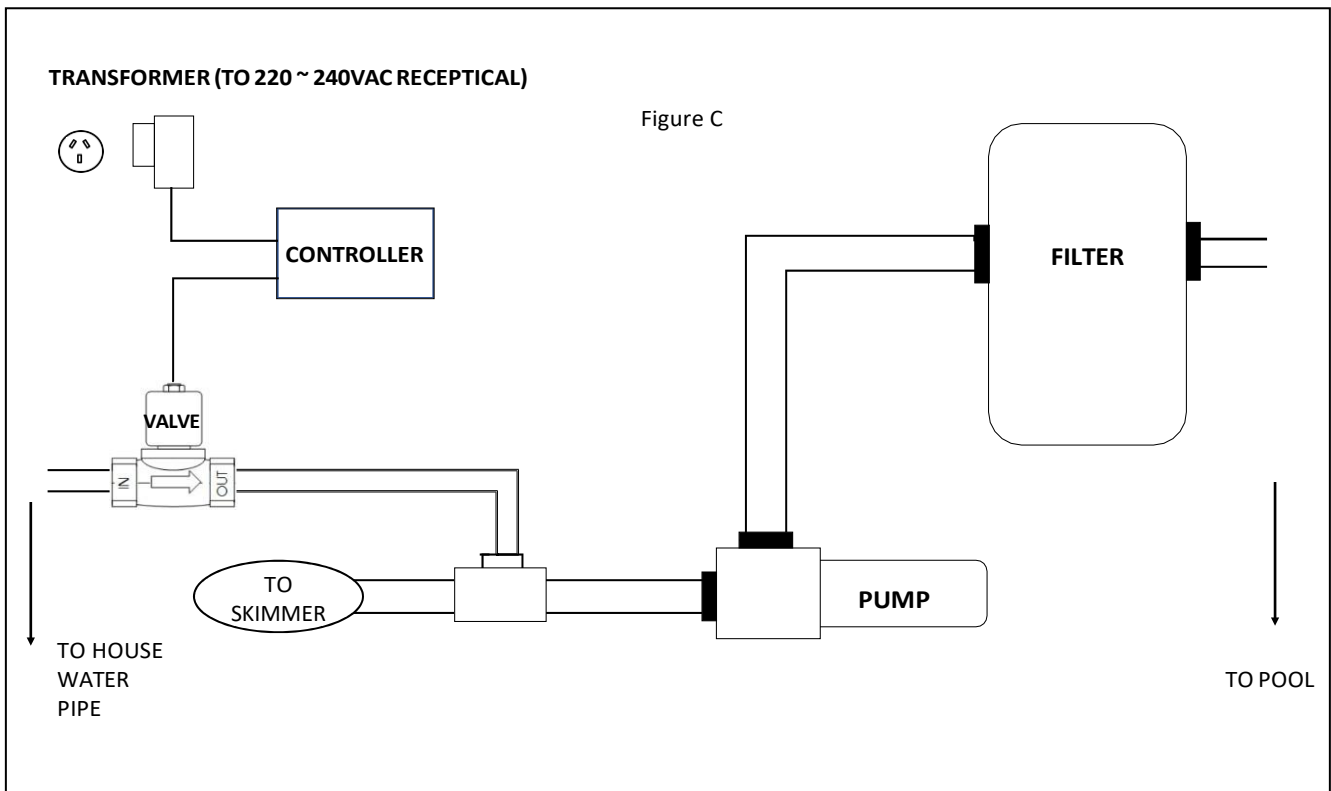 TRANSFORMER (TO 220 ~ 240VAC RECEPTICAL)
Figure C
CONTROLLER
FILTER
VALVE
IN
OUT
TO
SKIMMER
PUMP
TO HOUSE
WATER
PIPE
TO POOL